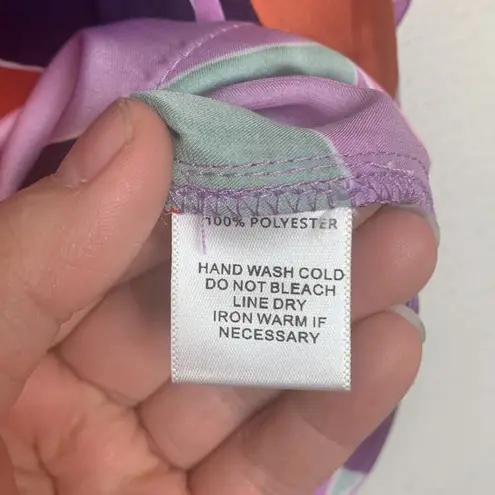 100% POLYESTER
HAND WASH COLD
DO NOT BLEACH
LINE DRY
IRON WARM IF
NECESSARY